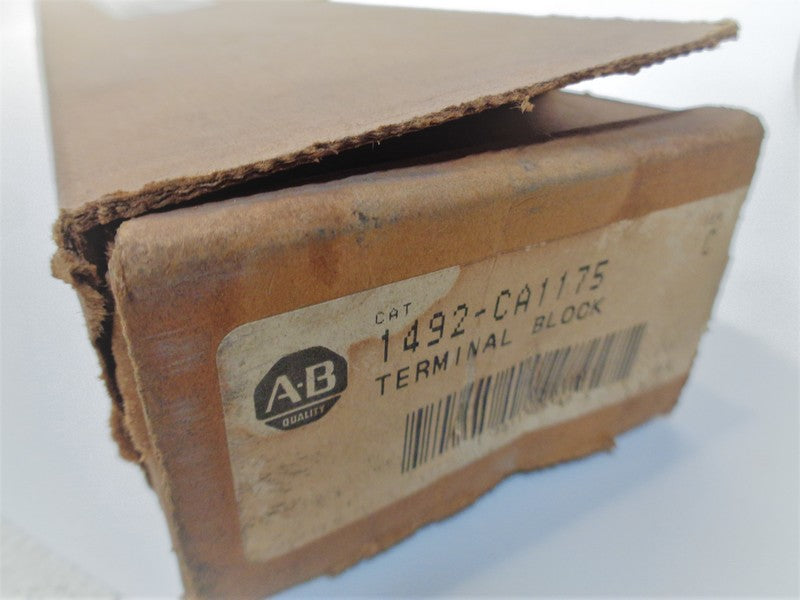 CAT
1492-CA1175
TERMINAL BLOCK
A-B
QUALITY
C